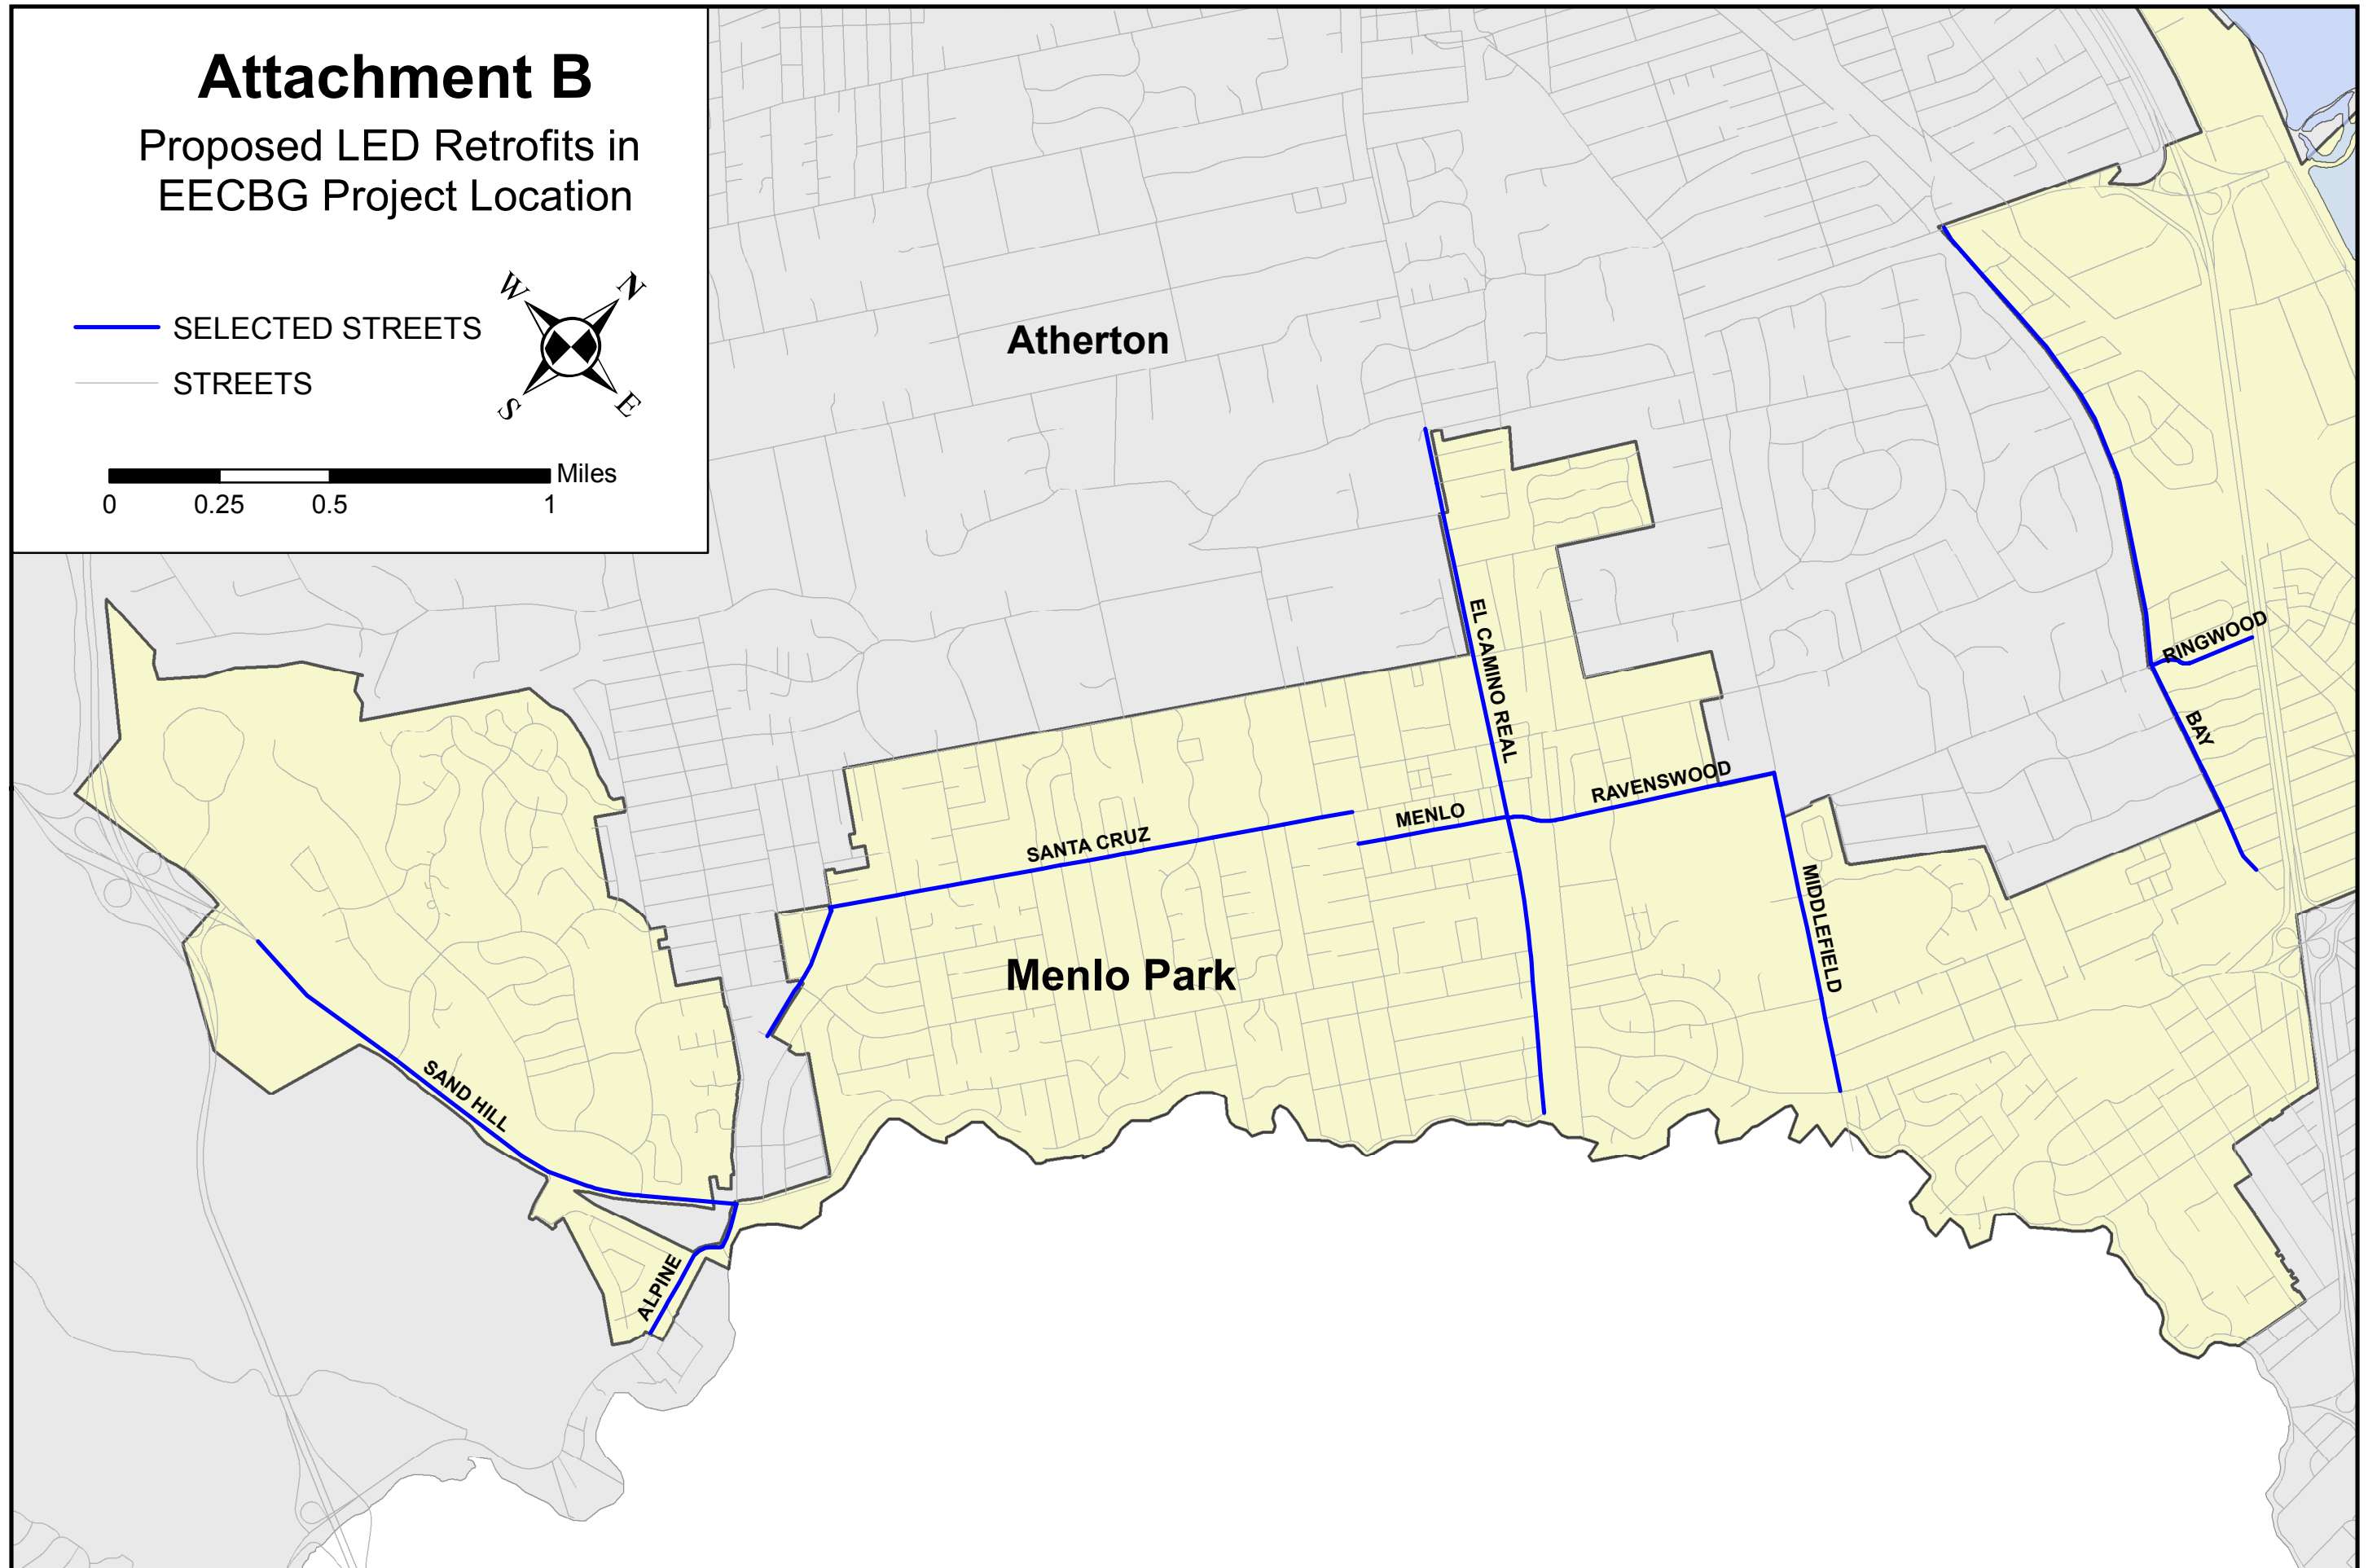 Attachment B
Proposed LED Retrofits in
EECBG Project Location
W
N
S
E
SELECTED STREETS
STREETS
Miles
0 0.25 0.5 1
Atherton
EL CAMINO REAL
RINGWOOD
BAY
RAVENSWOOD
MENLO
SANTA CRUZ
MIDDLEFIELD
Menlo Park
SAND HILL
ALPINE